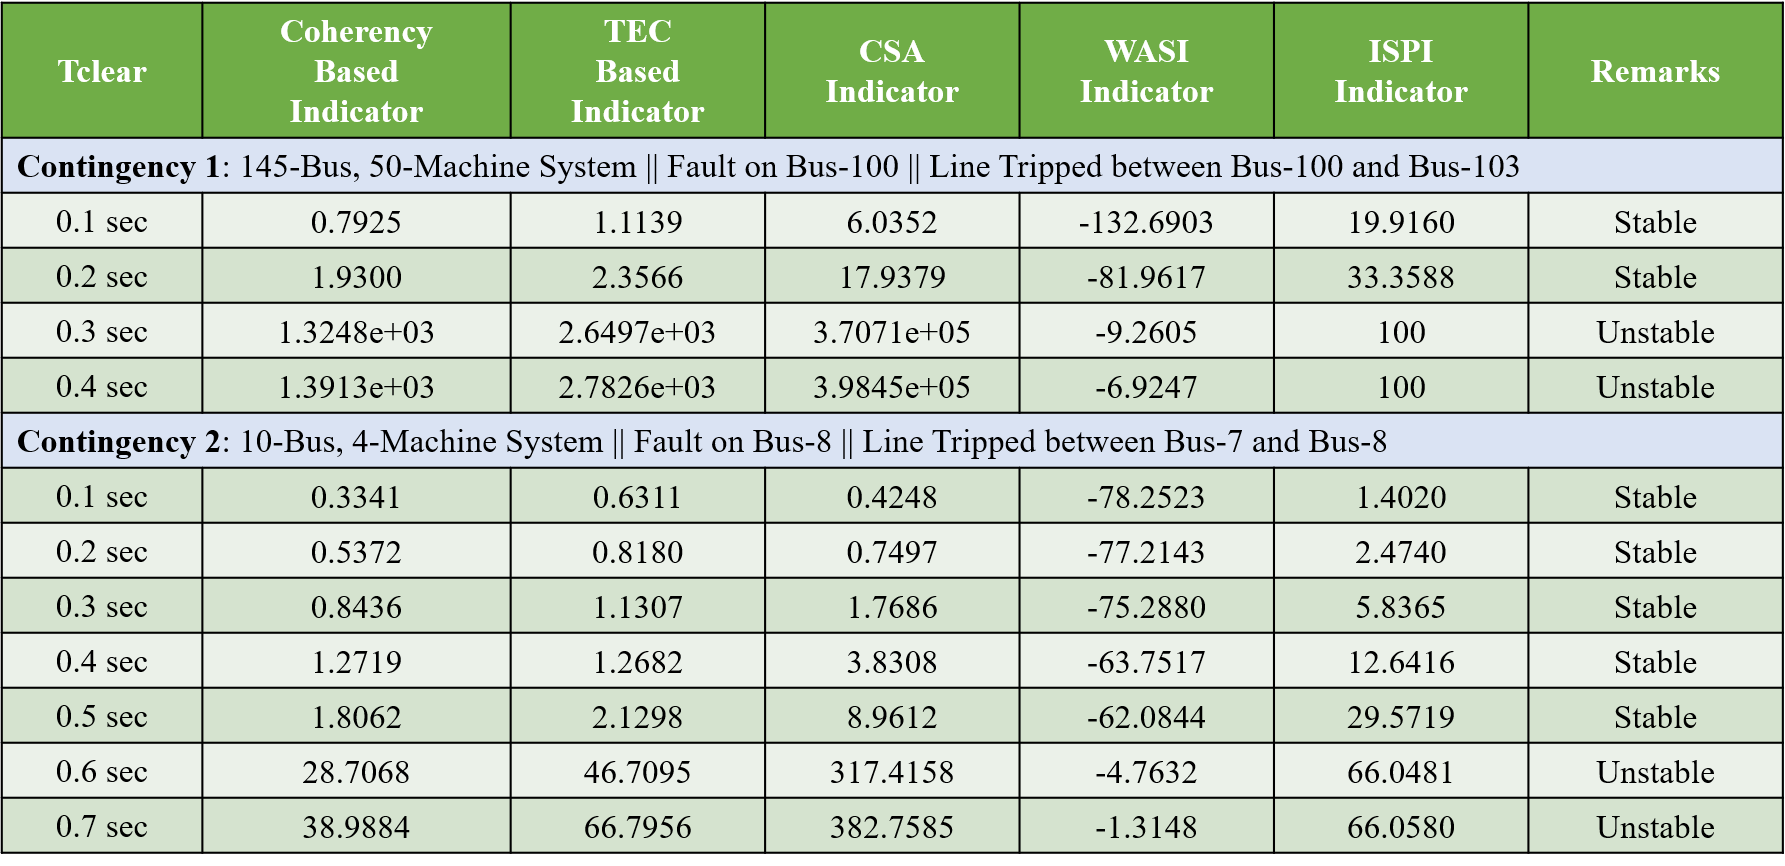 Tclear Coherency Based Indicator TEC Based Indicator CSA Indicator WASI Indicator ISPI Indicator Remarks
Contingency 1: 145-Bus, 50-Machine System || Fault on Bus-100 || Line Tripped between Bus-100 and Bus-103
0.1 sec 0.7925 1.1139 6.0352 -132.6903 19.9160 Stable
0.2 sec 1.9300 2.3566 17.9379 -81.9617 33.3588 Stable
0.3 sec 1.3248e+03 2.6497e+03 3.7071e+05 -9.2605 100 Unstable
0.4 sec 1.3913e+03 2.7826e+03 3.9845e+05 -6.9247 100 Unstable
Contingency 2: 10-Bus, 4-Machine System || Fault on Bus-8 || Line Tripped between Bus-7 and Bus-8
0.1 sec 0.3341 0.6311 0.4248 -78.2523 1.4020 Stable
0.2 sec 0.5372 0.8180 0.7497 -77.2143 2.4740 Stable
0.3 sec 0.8436 1.1307 1.7686 -75.2880 5.8365 Stable
0.4 sec 1.2719 1.2682 3.8308 -63.7517 12.6416 Stable
0.5 sec 1.8062 2.1298 8.9612 -62.0844 29.5719 Stable
0.6 sec 28.7068 46.7095 317.4158 -4.7632 66.0481 Unstable
0.7 sec 38.9884 66.7956 382.7585 -1.3148 66.0580 Unstable